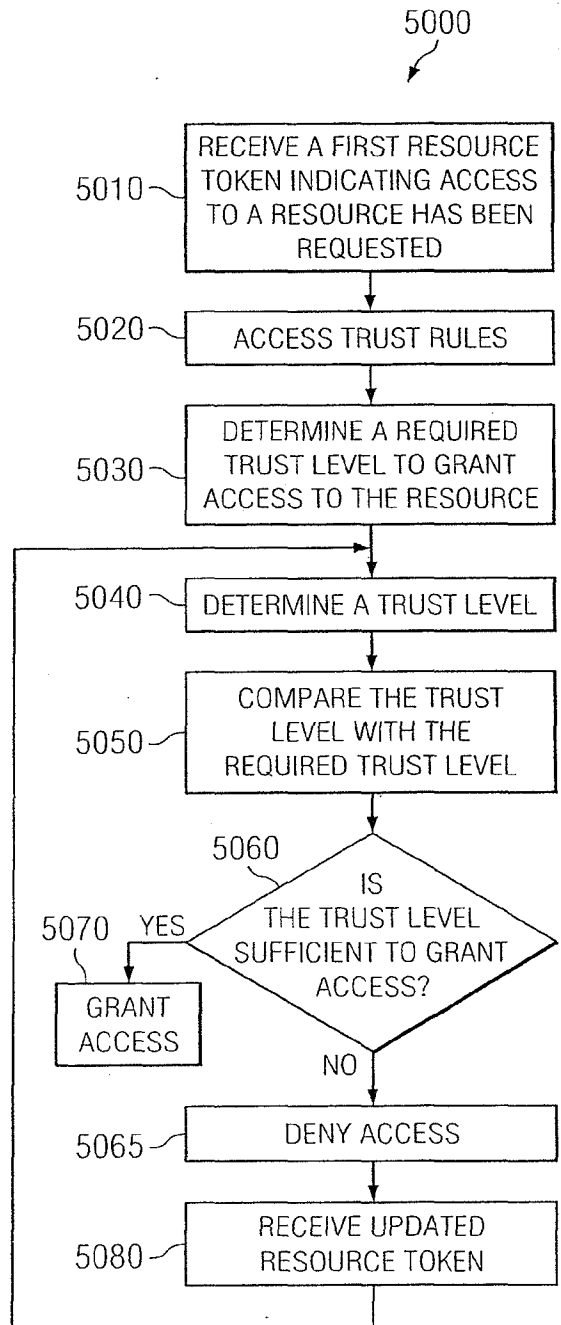 5000
RECEIVE A FIRST RESOURCE
TOKEN INDICATING ACCESS
TO A RESOURCE HAS BEEN
REQUESTED
5010
ACCESS TRUST RULES
5020
DETERMINE A REQUIRED
TRUST LEVEL TO GRANT
ACCESS TO THE RESOURCE
5030
DETERMINE A TRUST LEVEL
5040
COMPARE THE TRUST
LEVEL WITH THE
REQUIRED TRUST LEVEL
5050
5060
IS
THE TRUST LEVEL
SUFFICIENT TO GRANT
ACCESS?
YES
5070
GRANT
ACCESS
NO
DENY ACCESS
5065
RECEIVE UPDATED
RESOURCE TOKEN
5080